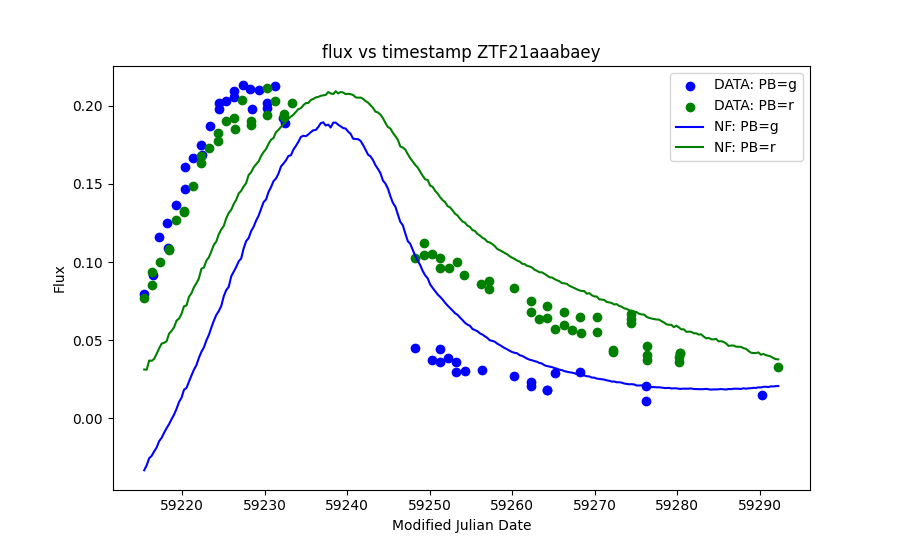 flux vs timestamp ZTF21aaabaey
DATA: PB=g
DATA: PB=r
NF: PB=g
NF: PB=r
0.20
0.15
0.10
0.05
0.00
Flux
59220 59230 59240 59250 59260 59270 59280 59290
Modified Julian Date